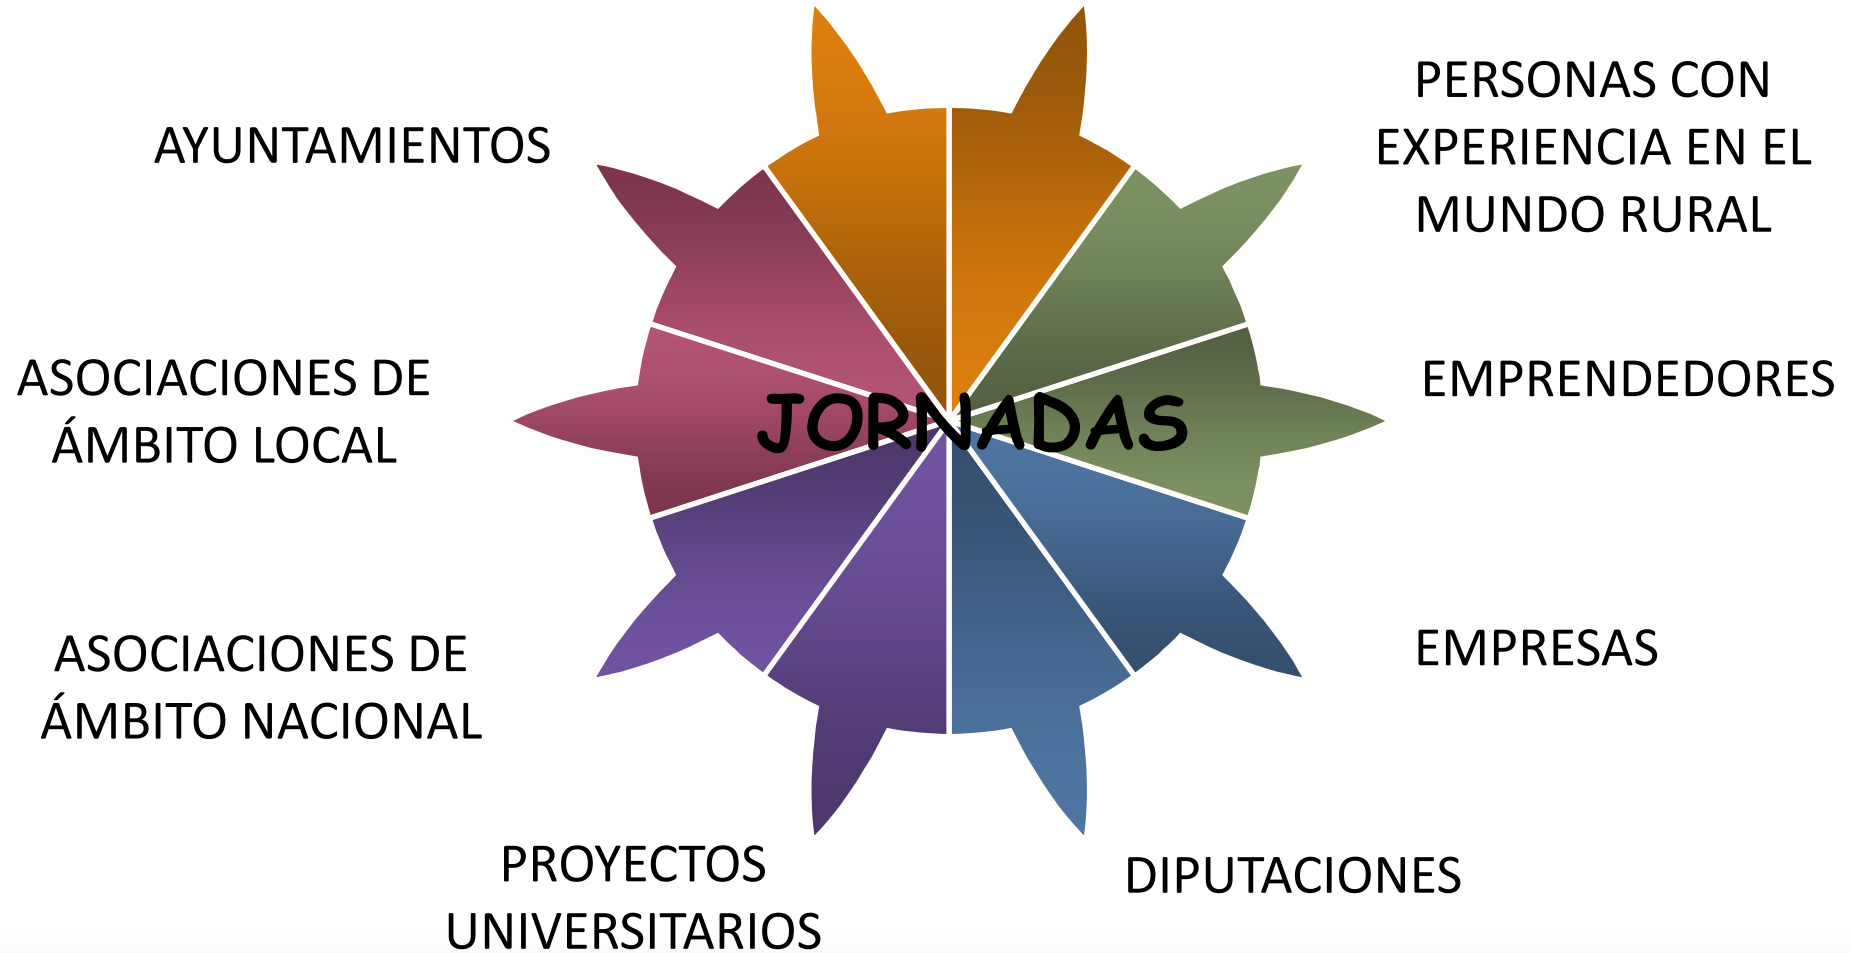 AYUNTAMIENTOS
PERSONAS CON
EXPERIENCIA EN EL
MUNDO RURAL
ASOCIACIONES DE
ÁMBITO LOCAL
JORNADAS
EMPRENDEDORES
ASOCIACIONES DE
ÁMBITO NACIONAL
EMPRESAS
PROYECTOS
UNIVERSITARIOS
DIPUTACIONES